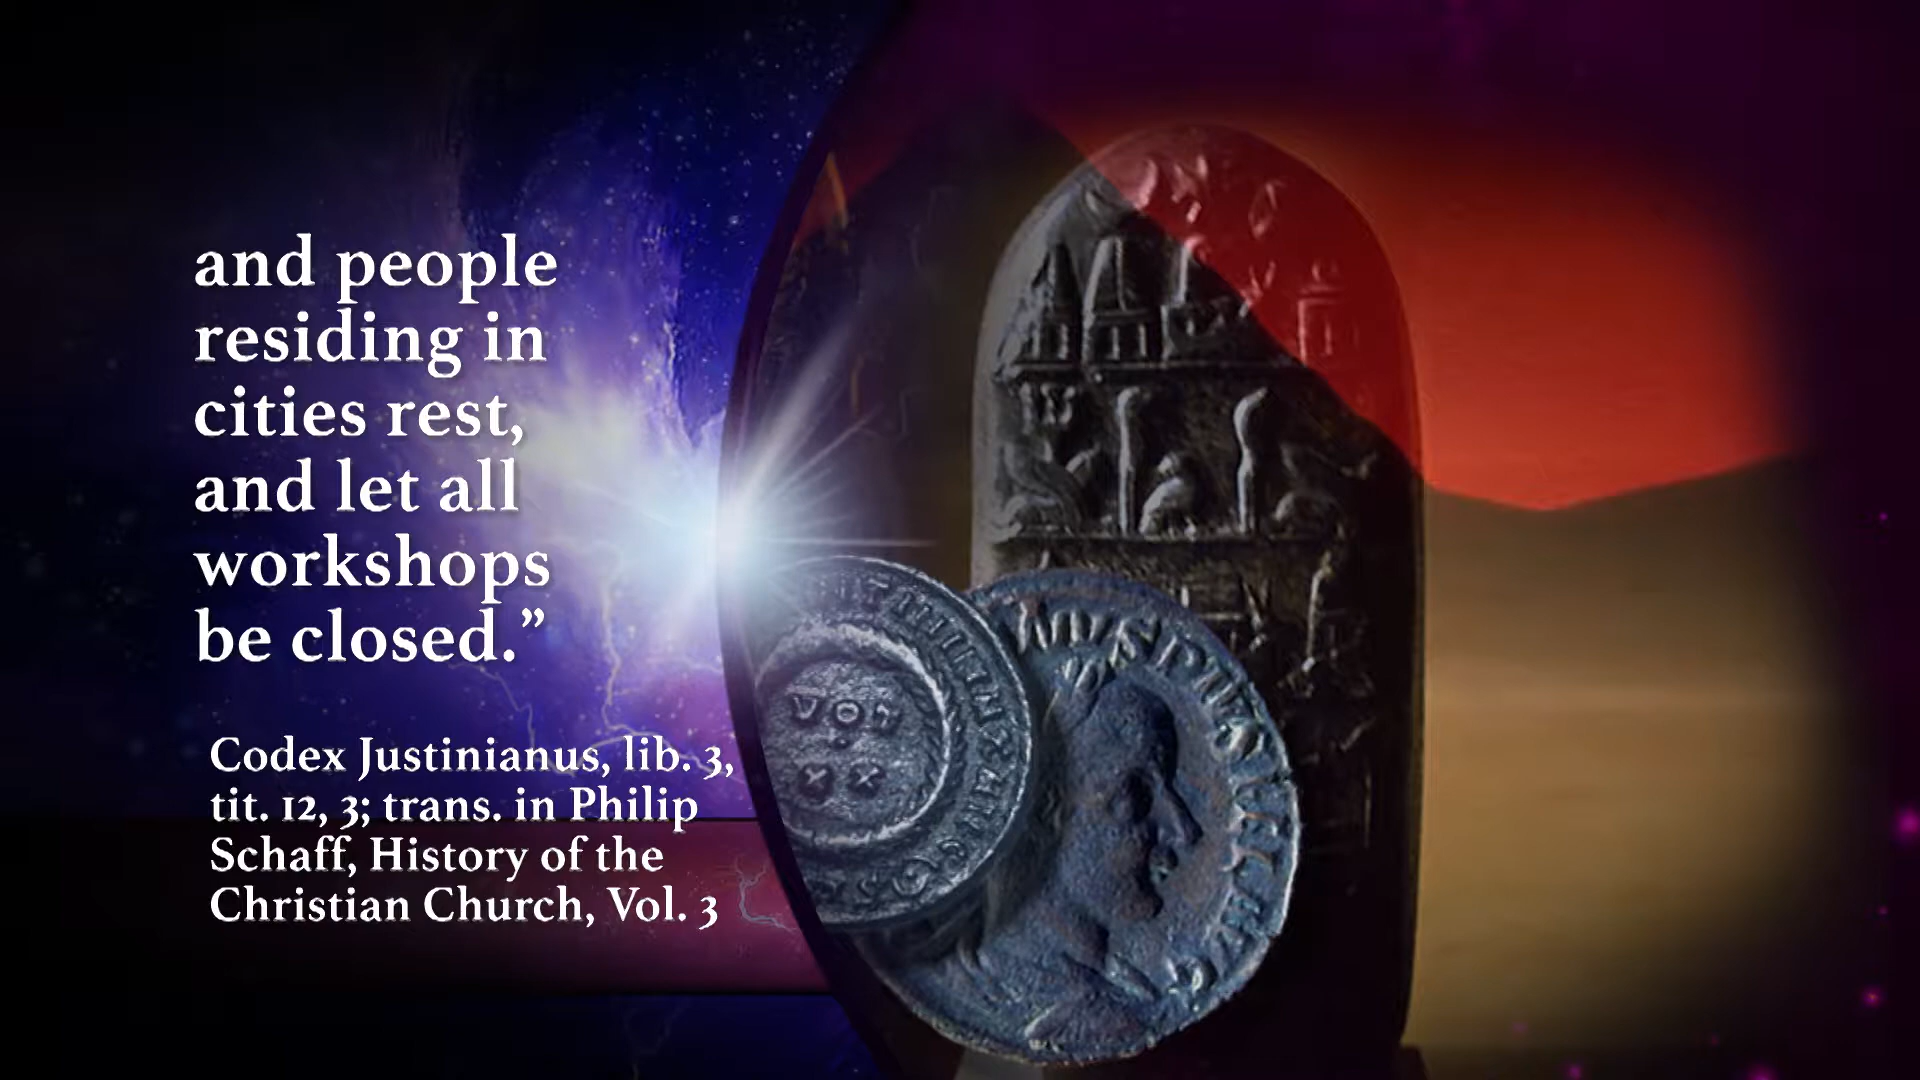 and people
residing in
cities rest,
and let all
workshops
be closed.”
Codex Justinianus, lib. 3,
tit. 12, 3; trans. in Philip
Schaff, History of the
Christian Church, Vol. 3
VOT
X X